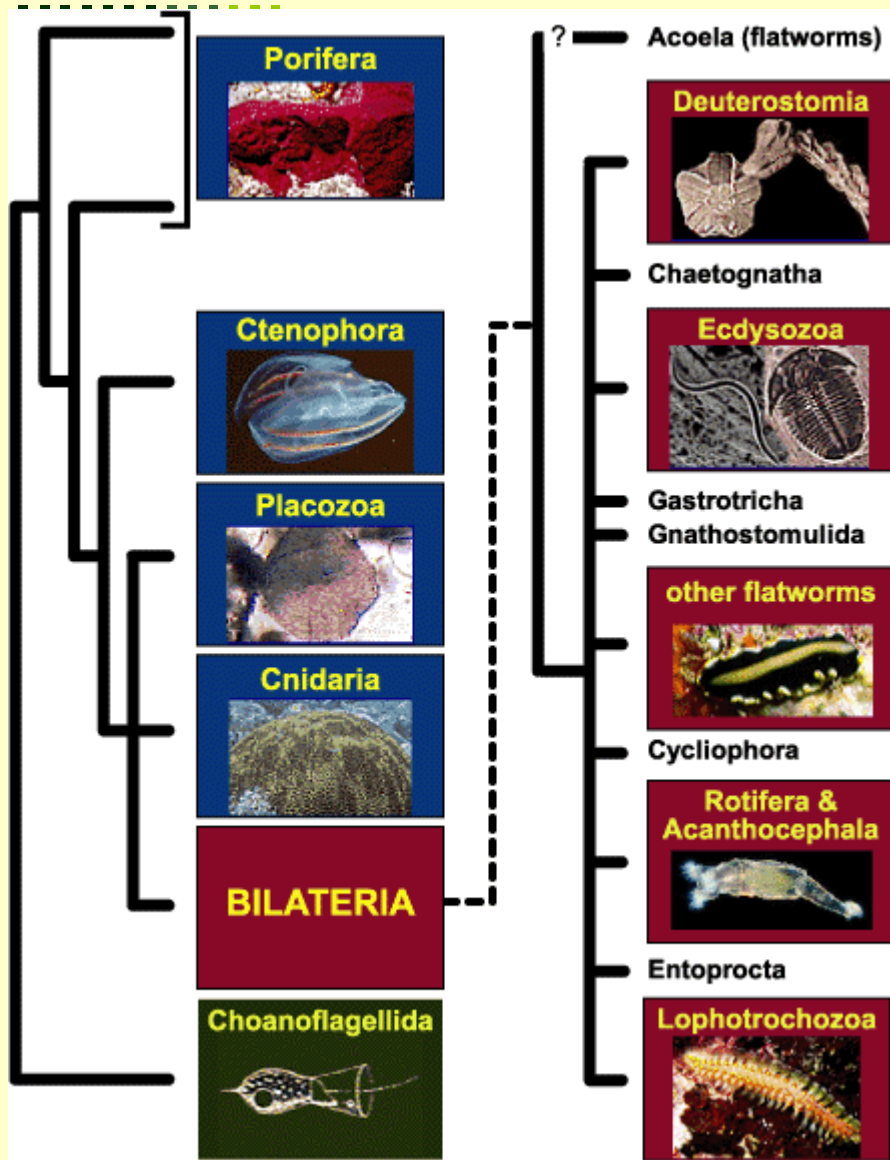 Porifera
Ctenophora
Placozoa
Cnidaria
BILATERIA
Choanoflagellida
?
Acoela (flatworms)
Deuterostomia
Chaetognatha
Ecdysozoa
Gastrotricha
Gnathostomulida
other flatworms
Cycliophora
Rotifera &
Acanthocephala
Entoprocta
Lophotrochozoa